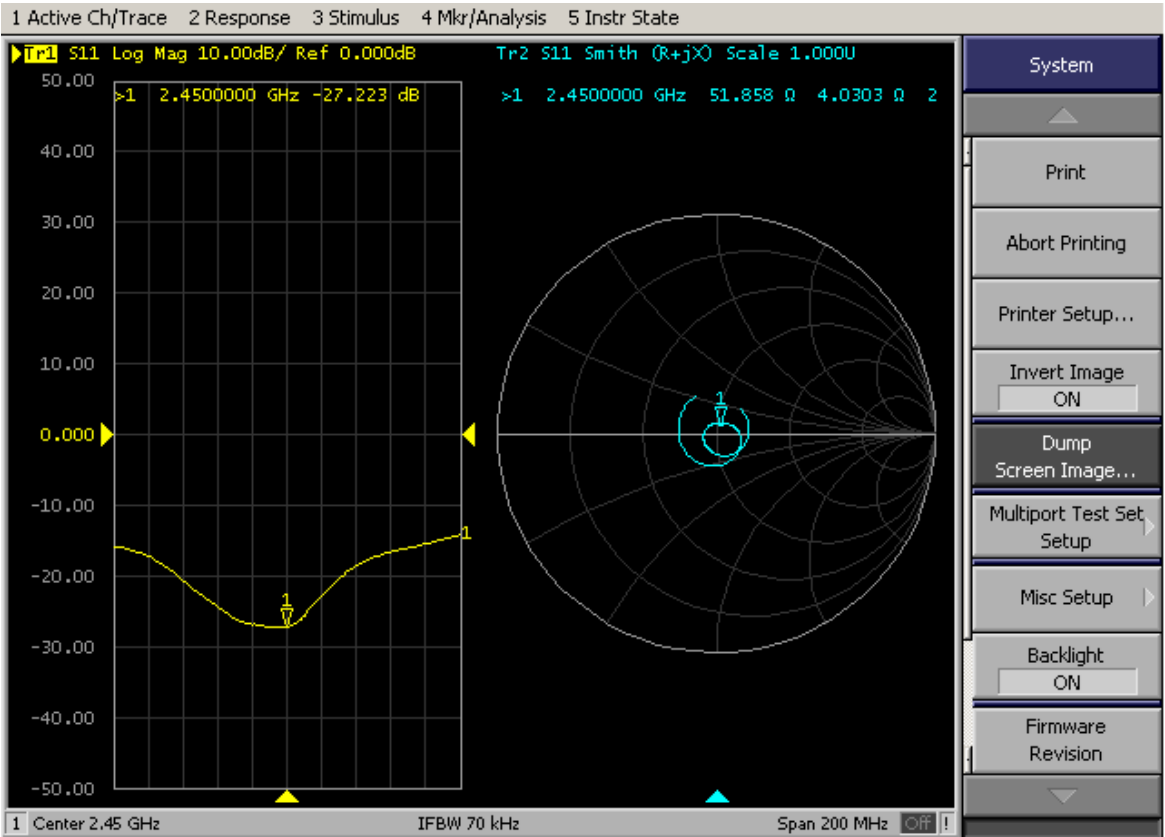 1 Active Ch/Trace 2 Response 3 Stimulus 4 Mkr/Analysis 5 Instr State
Tr1 S11 Log Mag 10.00dB/ Ref 0.000dB
Tr2 S11 Smith (R+jX) Scale 1.000U
>1 2.4500000 GHz -27.223 dB
>1 2.4500000 GHz 51.858 Ω 4.0303 Ω 2
50.00
40.00
30.00
20.00
10.00
0.000
-10.00
-20.00
-30.00
-40.00
-50.00
1
1
1
System
Print
Abort Printing
Printer Setup...
Invert Image
ON
Dump
Screen Image...
Multiport Test Set
Setup
Misc Setup
Backlight
ON
Firmware
Revision
1 Center 2.45 GHz IFBW 70 kHz Span 200 MHz Off !